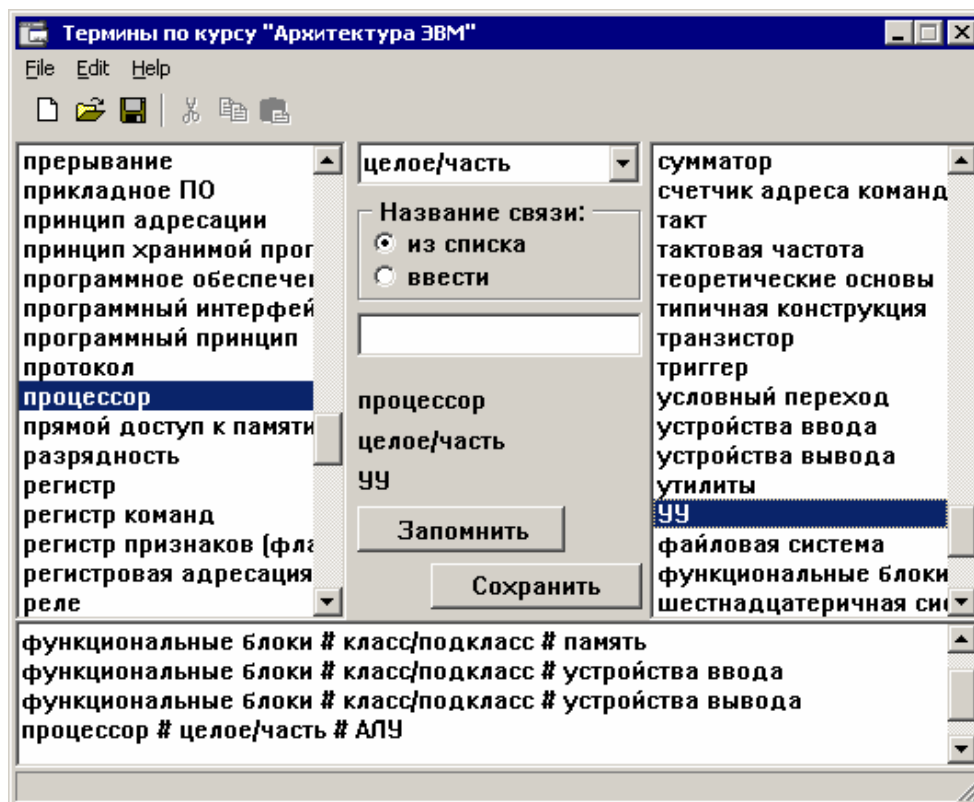 Термины по курсу "Архитектура ЭВМ"
File Edit Help
прерывание
прикладное ПО
принцип адресации
принцип хранимой прог
программное обеспечен
программный интерфей
программный принцип
протокол
процессор
прямой доступ к памяти
разрядность
регистр
регистр команд
регистр признаков (фла
регистровая адресация
реле
целое/часть
Название связи:
из списка
ввести
процессор
целое/часть
УУ
Запомнить
Сохранить
сумматор
счетчик адреса команд
такт
тактовая частота
теоретические основы
типичная конструкция
транзистор
триггер
условный переход
устройства ввода
устройства вывода
утилиты
УУ
файловая система
функциональные блоки
шестнадцатеричная сис
функциональные блоки # класс/подкласс # память
функциональные блоки # класс/подкласс # устройства ввода
функциональные блоки # класс/подкласс # устройства вывода
процессор # целое/часть # АЛУ